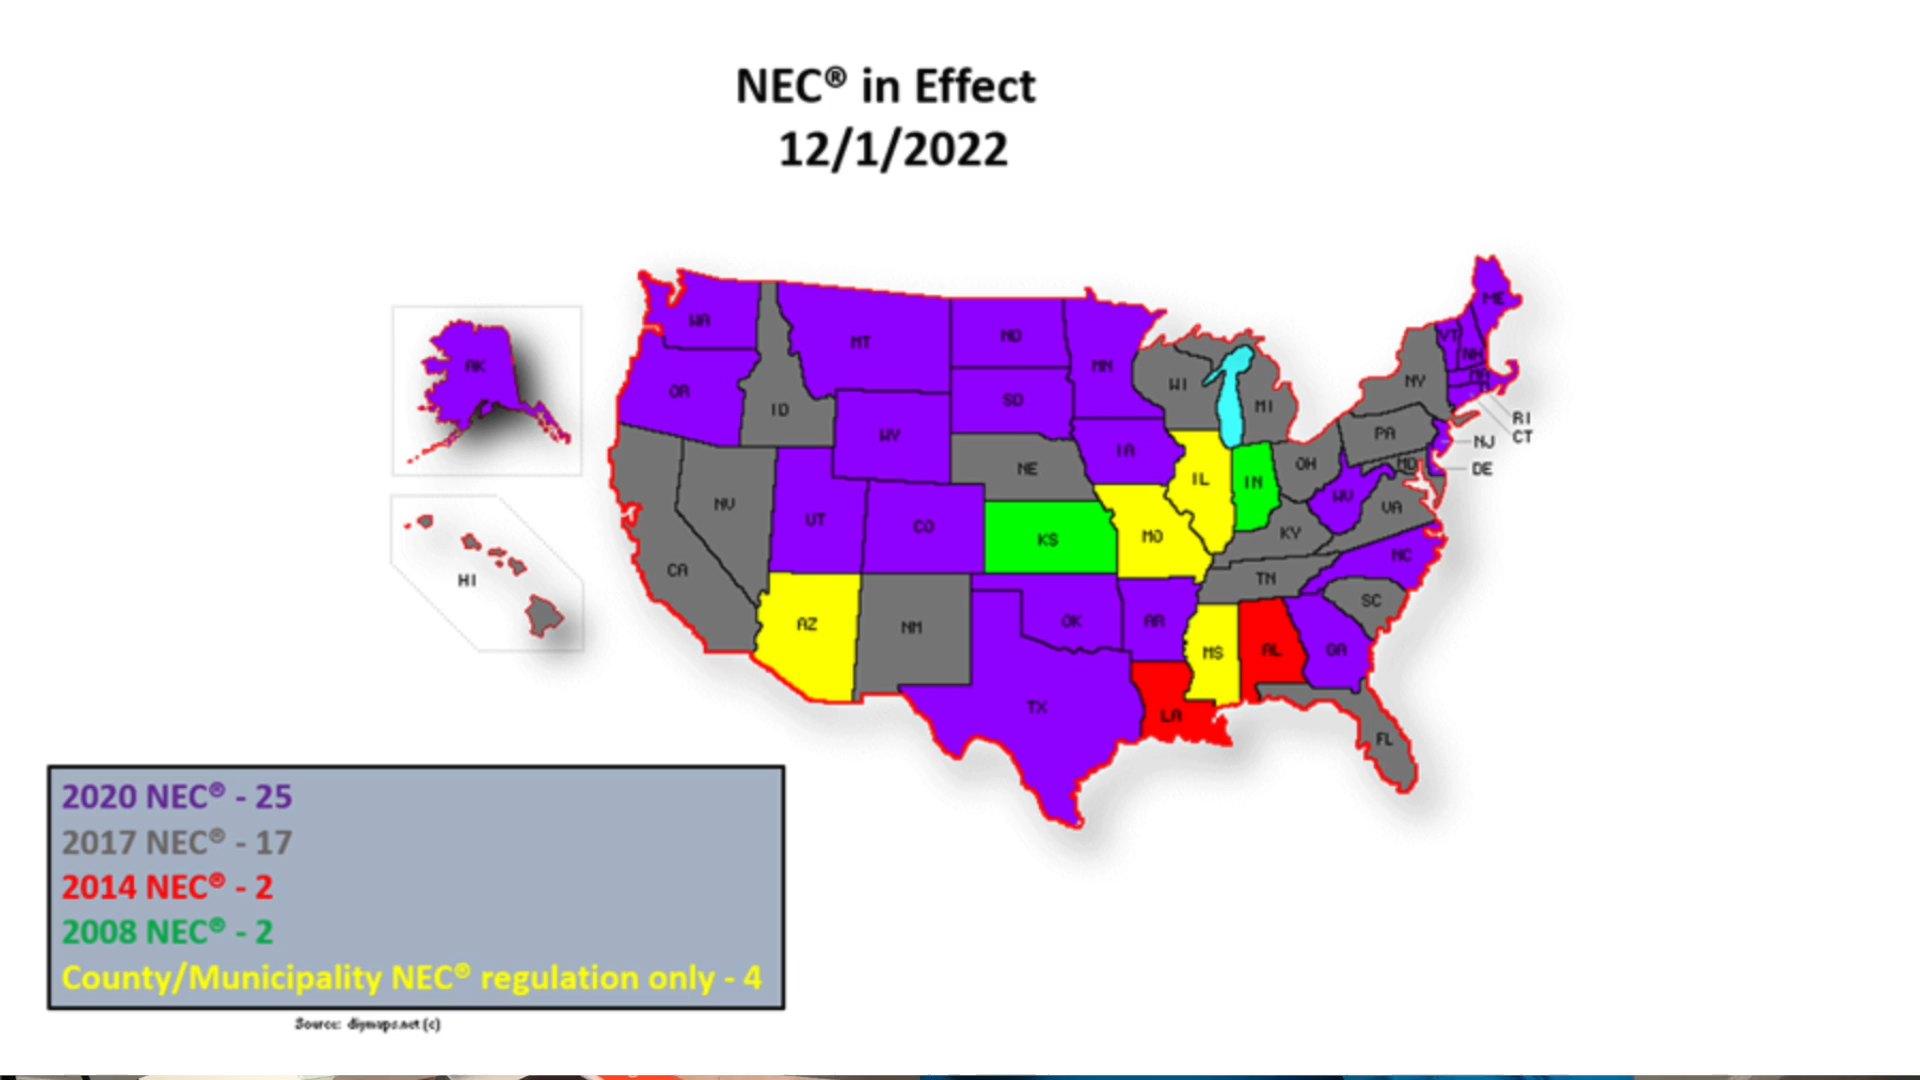 NEC® in Effect
12/1/2022
WA
MT
ND
MN
ME
VT
NH
MA
AK
OR
ID
SD
WI
MI
NY
RI
CT
WY
IA
PA
NJ
NE
IL
IN
OH
MD
DE
NV
UT
CO
KS
MO
WV
VA
KY
NC
HI
CA
TN
AZ
NM
OK
AR
SC
MS
AL
GA
TX
LA
FL
2020 NEC® - 25
2017 NEC® - 17
2014 NEC® - 2
2008 NEC® - 2
County/Municipality NEC® regulation only - 4
Source: diymaps.net (c)